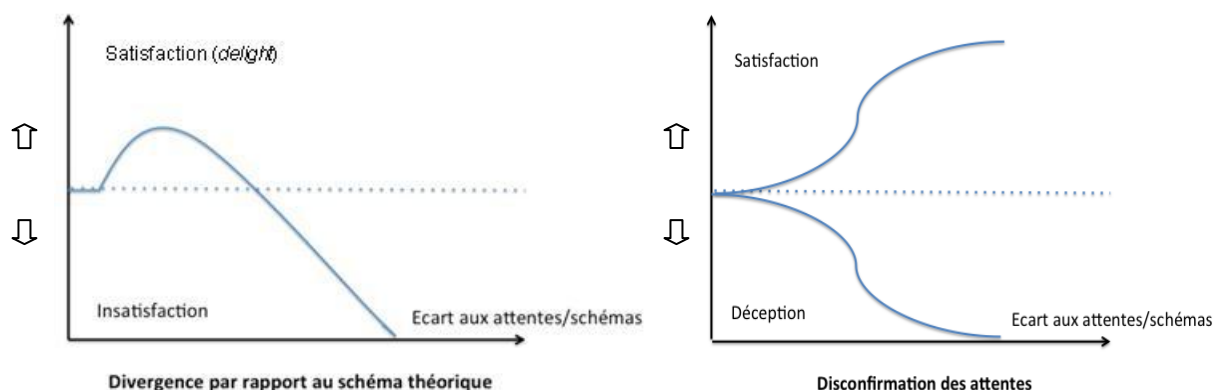 Satisfaction (delight)
Insatisfaction
Ecart aux attentes/schémas
Divergence par rapport au schéma théorique
Satisfaction
Déception
Ecart aux attentes/schémas
Disconfirmation des attentes